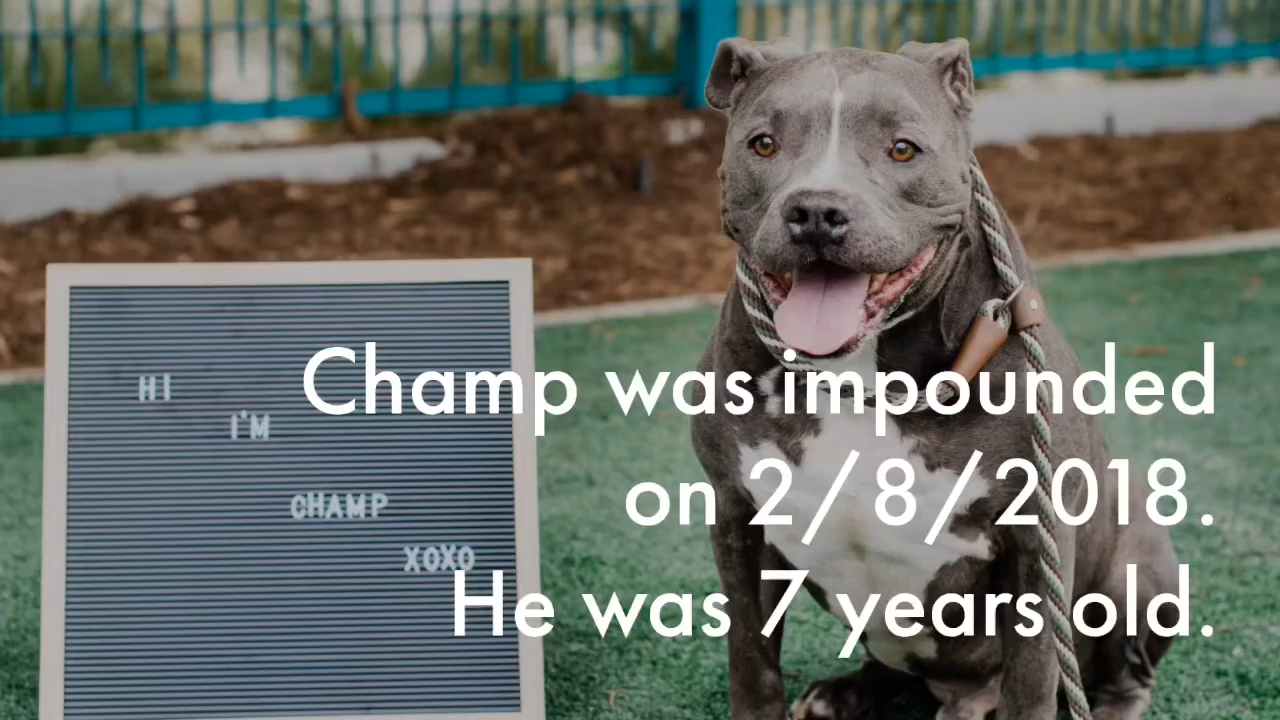 HI
I'M
CHAMP
XOXO
Champ was impounded
on 2/8/2018.
He was 7 years old.